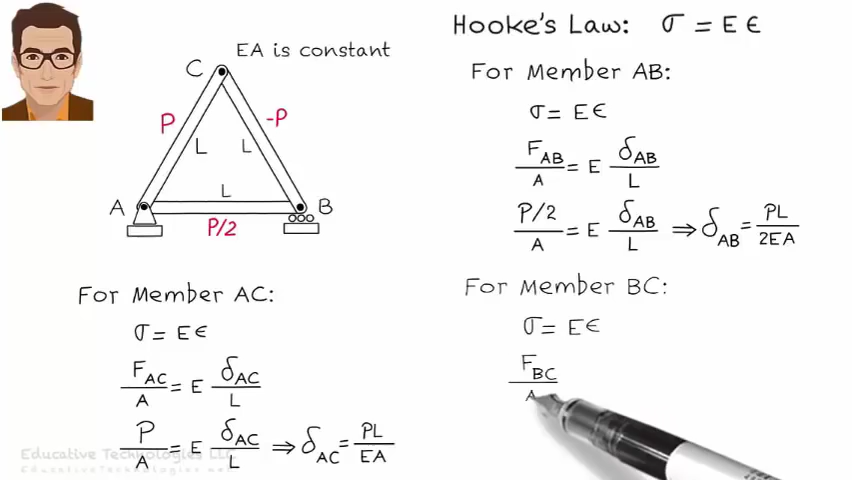 Hooke's Law: σ = E ϵ
EA is constant
C
P
-P
L
L
L
A
B
P/2
For Member AB:
σ = E ϵ
F_AB/A = E δ_AB/L
P/2/A = E δ_AB/L ⇒ δ_AB = PL/2EA
For Member AC:
σ = E ϵ
F_AC/A = E δ_AC/L
P/A = E δ_AC/L ⇒ δ_AC = PL/EA
For Member BC:
σ = E ϵ
F_BC/A
Educative Technologies LLC
EducativeTechnologies